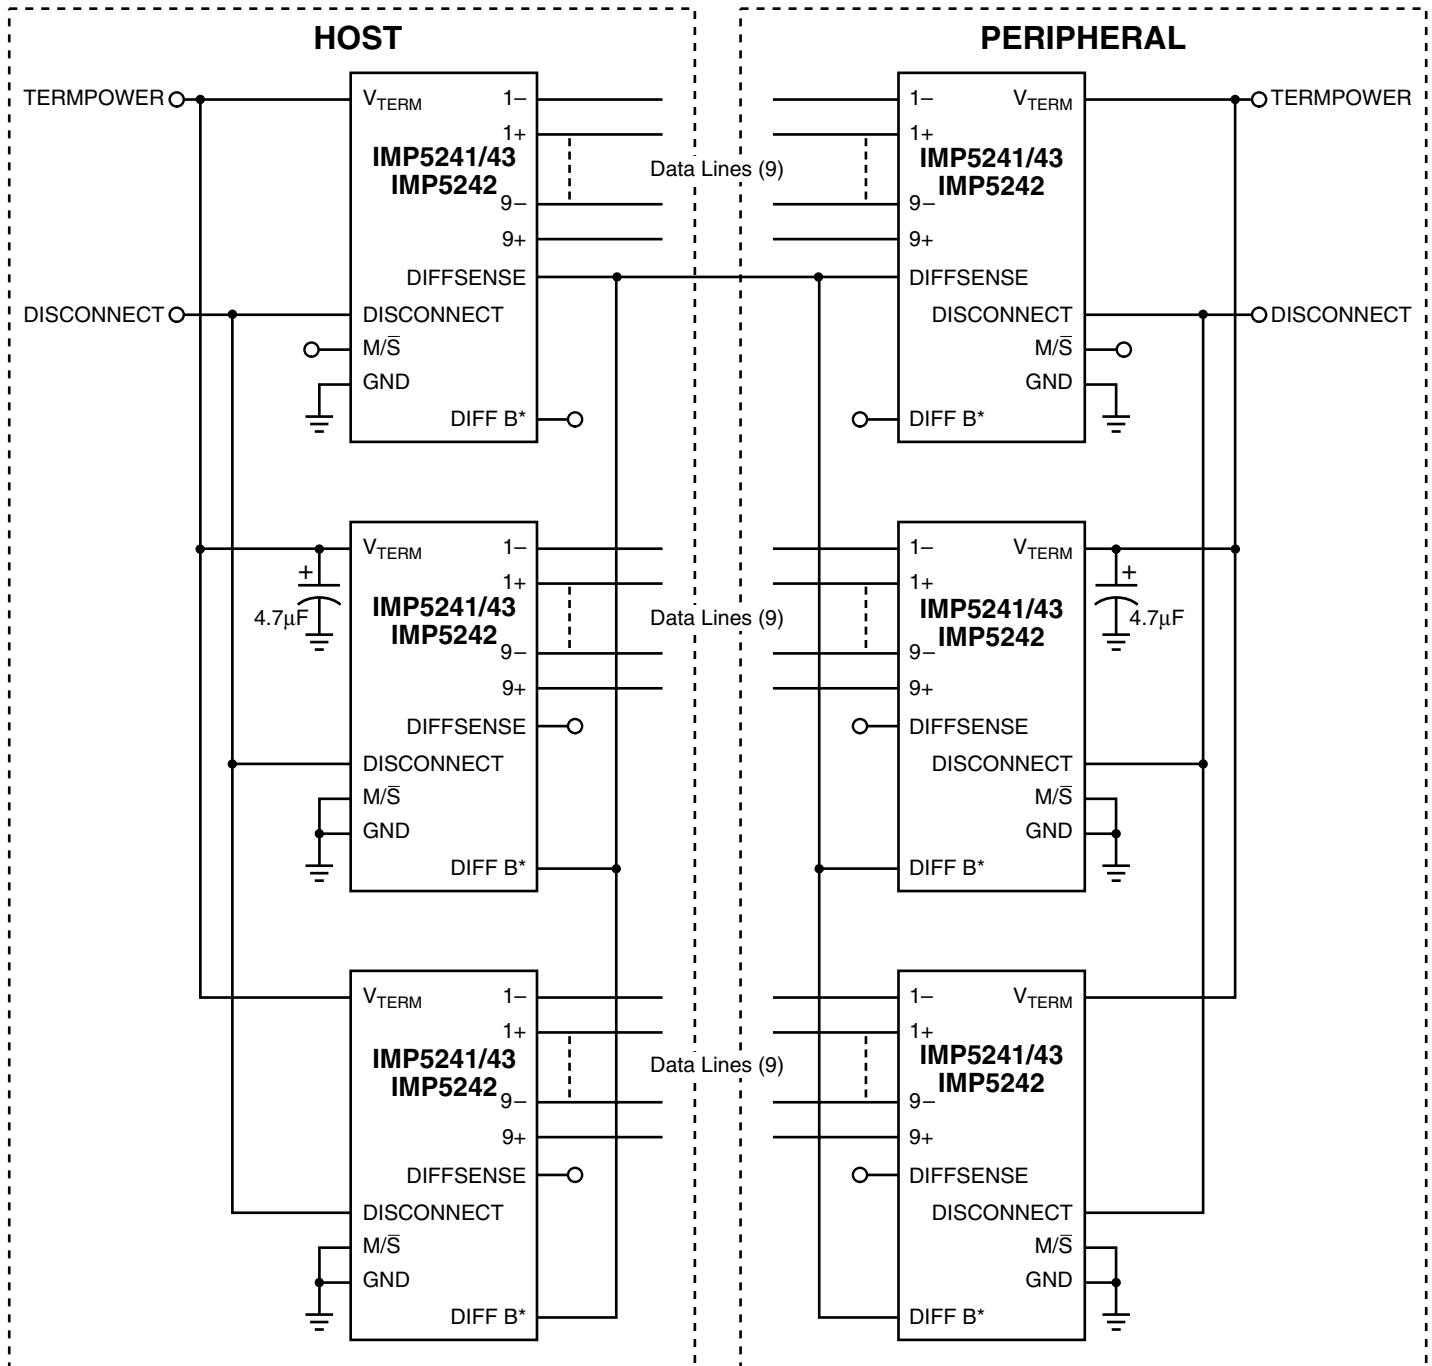 HOST
PERIPHERAL
TERMPOWER
V_TERM
1–
1+
IMP5241/43
IMP5242
9–
9+
DIFFSENSE
DISCONNECT
DISCONNECT
M/S̅
GND
DIFF B*
Data Lines (9)
1–
V_TERM
TERMPOWER
1+
IMP5241/43
IMP5242
9–
9+
DIFFSENSE
DISCONNECT
DISCONNECT
M/S̅
GND
DIFF B*
V_TERM
1–
+
1+
4.7µF
IMP5241/43
IMP5242
9–
9+
DIFFSENSE
DISCONNECT
M/S̅
GND
DIFF B*
Data Lines (9)
1–
V_TERM
1+
+
IMP5241/43
IMP5242
4.7µF
9–
9+
DIFFSENSE
DISCONNECT
M/S̅
GND
DIFF B*
V_TERM
1–
1+
IMP5241/43
IMP5242
9–
9+
DIFFSENSE
DISCONNECT
M/S̅
GND
DIFF B*
Data Lines (9)
1–
V_TERM
1+
IMP5241/43
IMP5242
9–
9+
DIFFSENSE
DISCONNECT
M/S̅
GND
DIFF B*